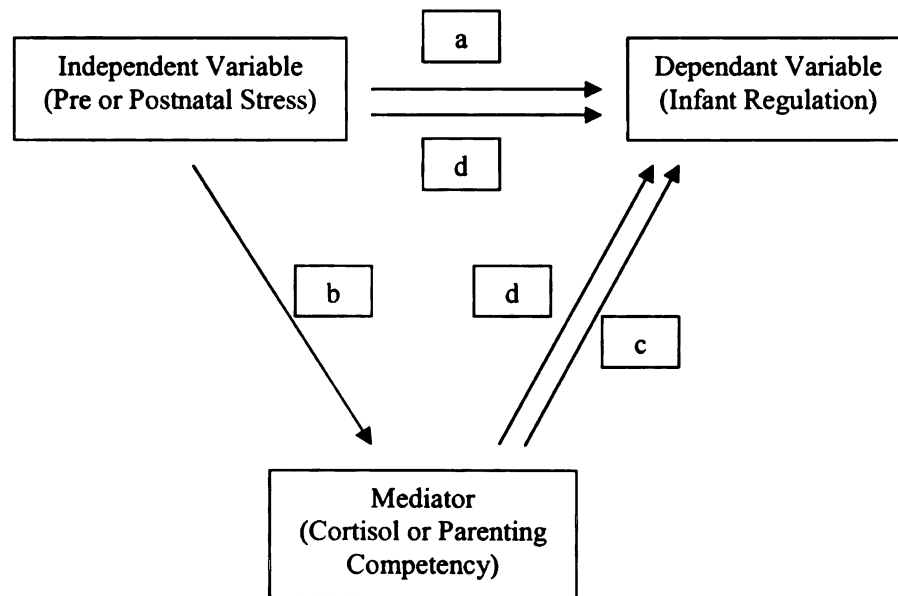 a
Independent Variable
(Pre or Postnatal Stress)
Dependant Variable
(Infant Regulation)
d
b
d
c
Mediator
(Cortisol or Parenting
Competency)